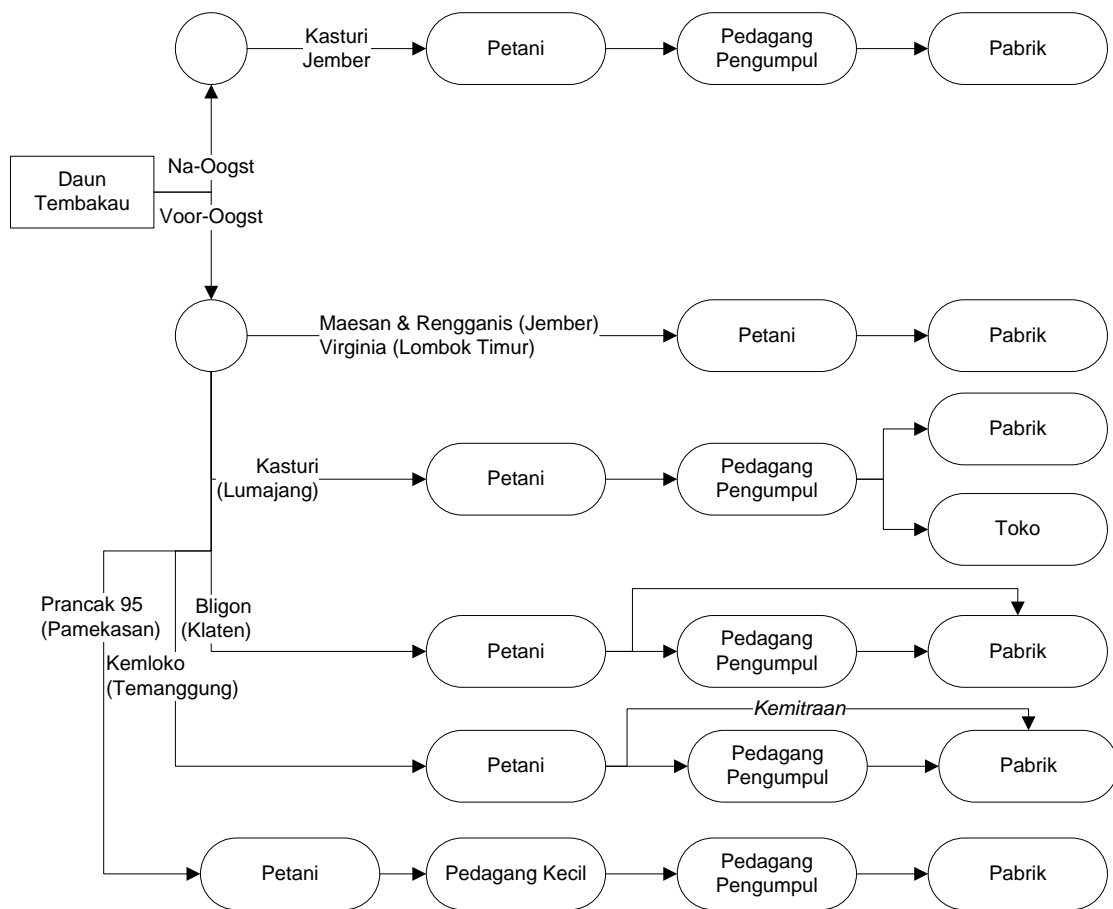 Kasturi
Jember
Petani
Pedagang
Pengumpul
Pabrik
Na-Oogst
Daun
Tembakau
Voor-Oogst
Maesan & Rengganis (Jember)
Virginia (Lombok Timur)
Petani
Pabrik
Kasturi
(Lumajang)
Petani
Pedagang
Pengumpul
Pabrik
Toko
Prancak 95
(Pamekasan)
Bligon
(Klaten)
Petani
Pedagang
Pengumpul
Pabrik
Kemloko
(Temanggung)
Kemitraan
Petani
Pedagang
Pengumpul
Pabrik
Petani
Pedagang Kecil
Pedagang
Pengumpul
Pabrik